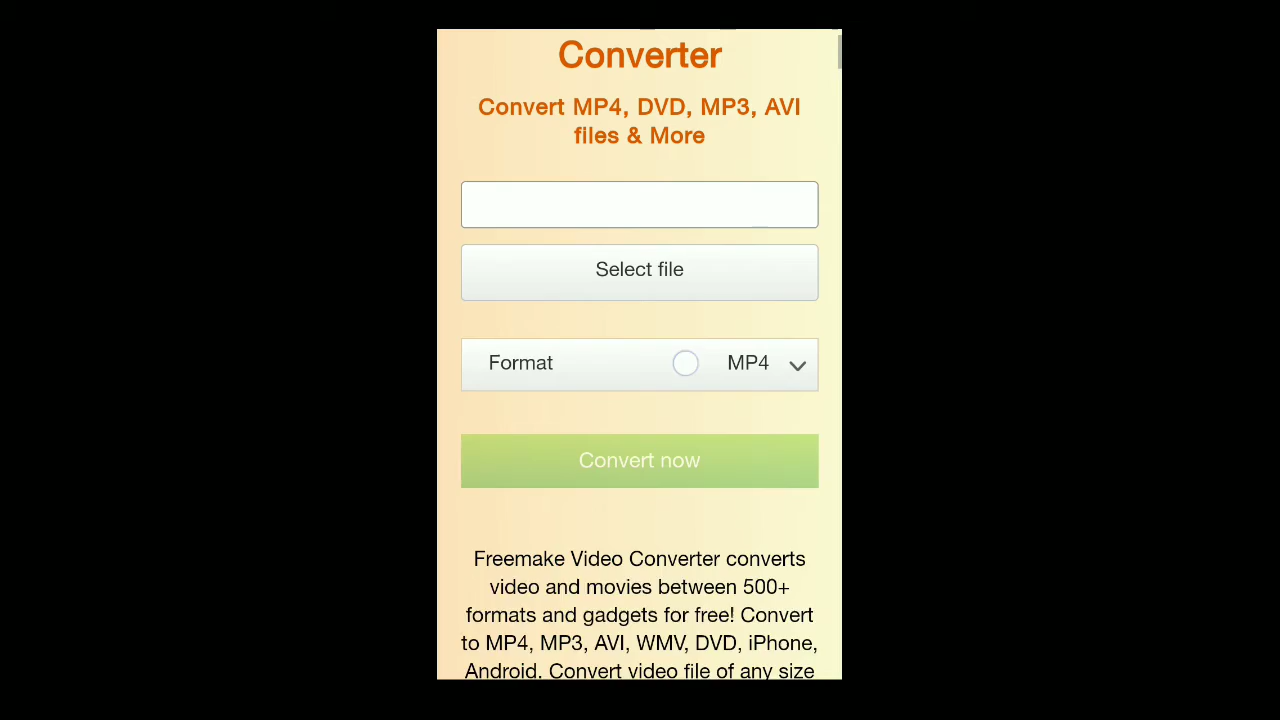 Converter
Convert MP4, DVD, MP3, AVI
files & More
Select file
Format MP4
Convert now
Freemake Video Converter converts
video and movies between 500+
formats and gadgets for free! Convert
to MP4, MP3, AVI, WMV, DVD, iPhone,
Android. Convert video file of any size